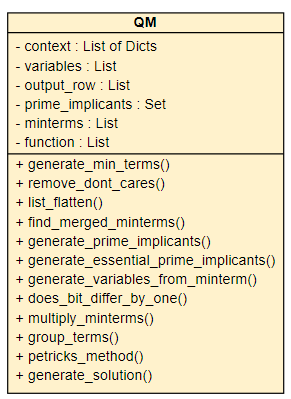 QM
- context : List of Dicts
- variables : List
- output_row : List
- prime_implicants : Set
- minterms : List
- function : List
+ generate_min_terms()
+ remove_dont_cares()
+ list_flatten()
+ find_merged_minterms()
+ generate_prime_implicants()
+ generate_essential_prime_implicants()
+ generate_variables_from_minterm()
+ does_bit_differ_by_one()
+ multiply_minterms()
+ group_terms()
+ petricks_method()
+ generate_solution()